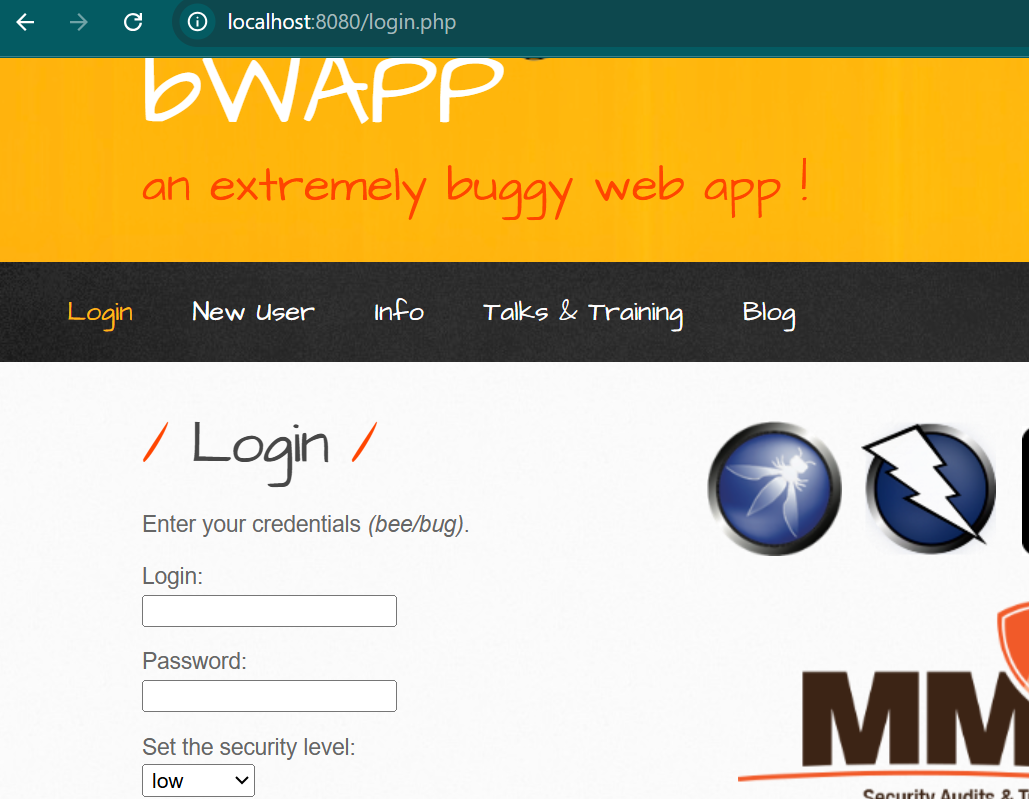 localhost:8080/login.php
bWAPP
an extremely buggy web app !
Login New User Info Talks & Training Blog
/ Login /
Enter your credentials (bee/bug).
Login:
Password:
Set the security level:
low
MM
Security Audits &